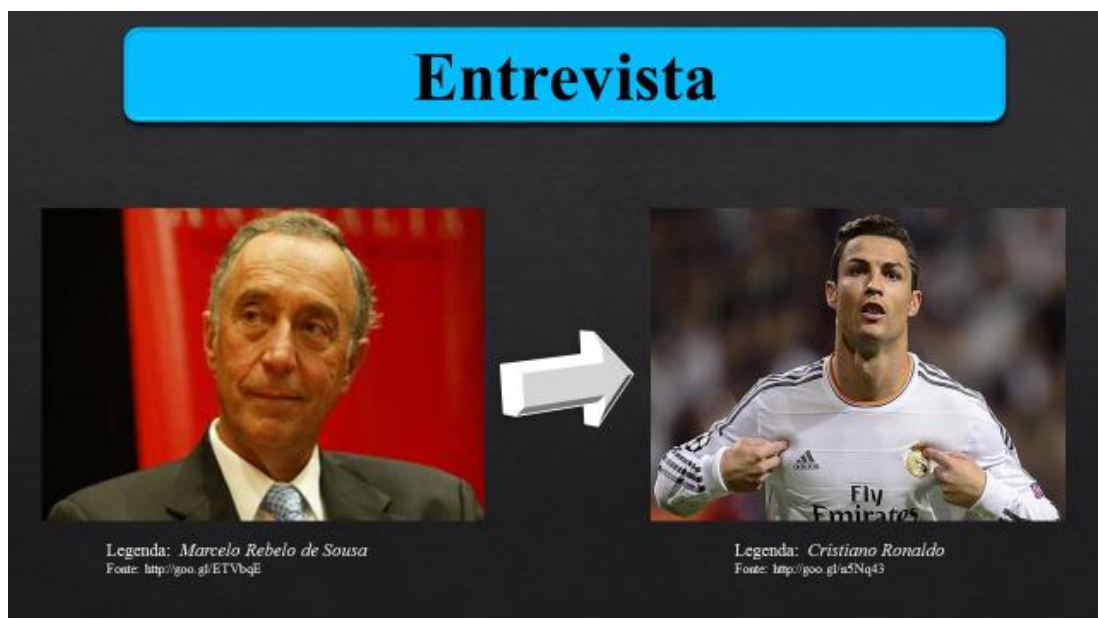 Entrevista
adidas
Fly
Emirates
Legenda: Marcelo Rebelo de Sousa
Fonte: http://goo.gl/ETVbqE
Legenda: Cristiano Ronaldo
Fonte: http://goo.gl/n5Nq43